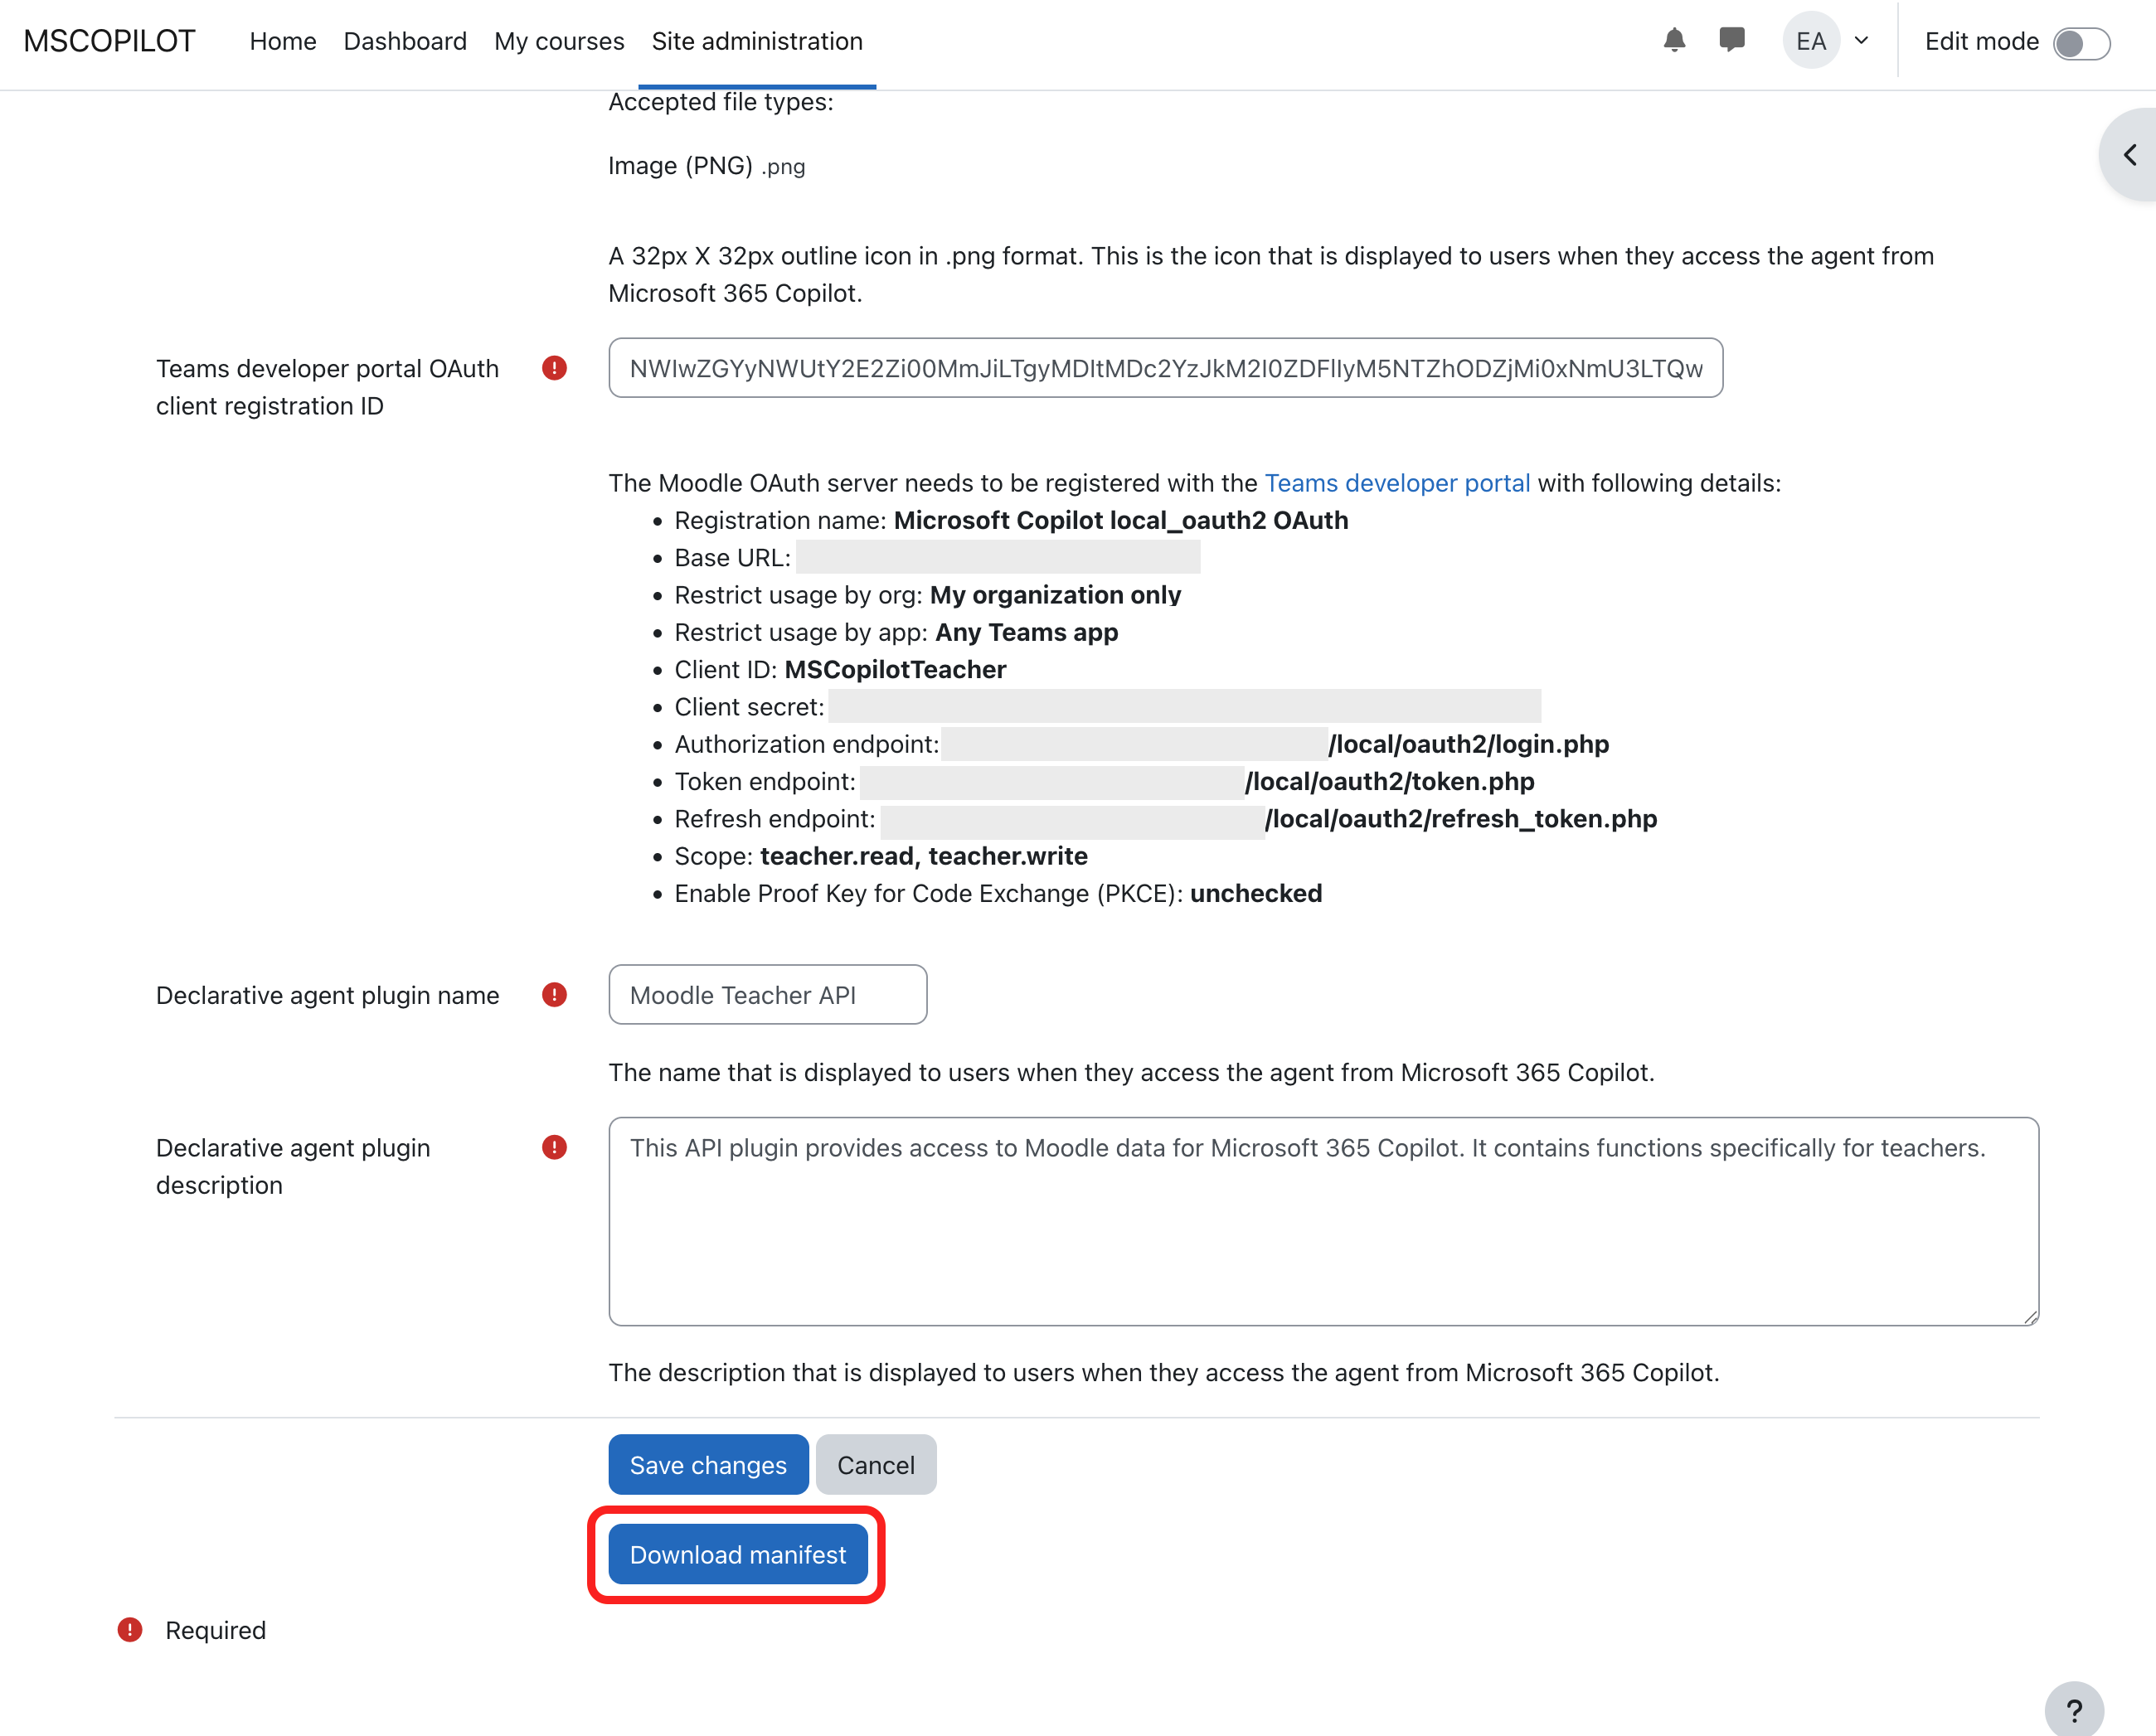 MSCOPILOT Home Dashboard My courses Site administration EA Edit mode
Accepted file types:
Image (PNG) .png
A 32px X 32px outline icon in .png format. This is the icon that is displayed to users when they access the agent from
Microsoft 365 Copilot.
Teams developer portal OAuth
client registration ID
NWIwZGYyNWUtY2E2Zi00MmJiLTgyMDItMDc2YzJkM2I0ZDFlIyM5NTZhODZjMi0xNmU3LTQw
The Moodle OAuth server needs to be registered with the Teams developer portal with following details:
• Registration name: Microsoft Copilot local_oauth2 OAuth
• Base URL:
• Restrict usage by org: My organization only
• Restrict usage by app: Any Teams app
• Client ID: MSCopilotTeacher
• Client secret:
• Authorization endpoint: /local/oauth2/login.php
• Token endpoint: /local/oauth2/token.php
• Refresh endpoint: /local/oauth2/refresh_token.php
• Scope: teacher.read, teacher.write
• Enable Proof Key for Code Exchange (PKCE): unchecked
Declarative agent plugin name
Moodle Teacher API
The name that is displayed to users when they access the agent from Microsoft 365 Copilot.
Declarative agent plugin
description
This API plugin provides access to Moodle data for Microsoft 365 Copilot. It contains functions specifically for teachers.
The description that is displayed to users when they access the agent from Microsoft 365 Copilot.
Save changes Cancel
Download manifest
Required
?